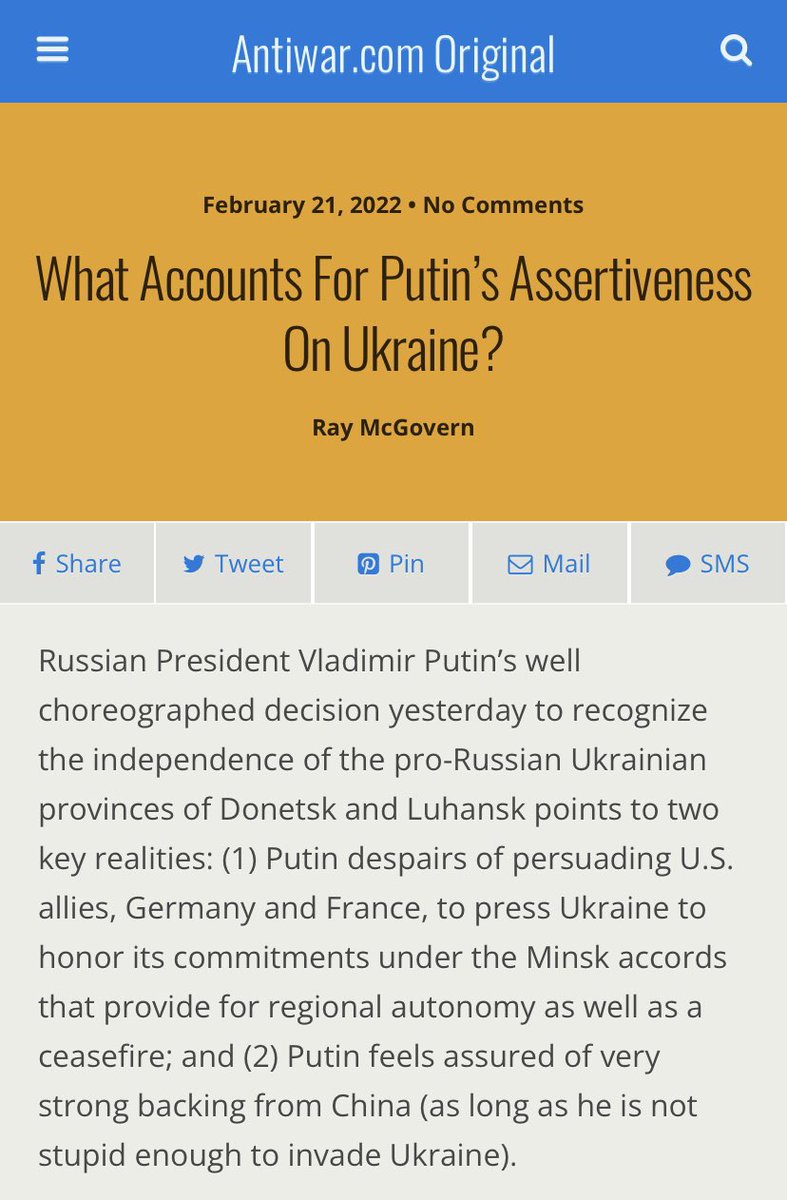 Antiwar.com Original
February 21, 2022 • No Comments
What Accounts For Putin’s Assertiveness
On Ukraine?
Ray McGovern
Share Tweet Pin Mail SMS
Russian President Vladimir Putin’s well
choreographed decision yesterday to recognize
the independence of the pro-Russian Ukrainian
provinces of Donetsk and Luhansk points to two
key realities: (1) Putin despairs of persuading U.S.
allies, Germany and France, to press Ukraine to
honor its commitments under the Minsk accords
that provide for regional autonomy as well as a
ceasefire; and (2) Putin feels assured of very
strong backing from China (as long as he is not
stupid enough to invade Ukraine).